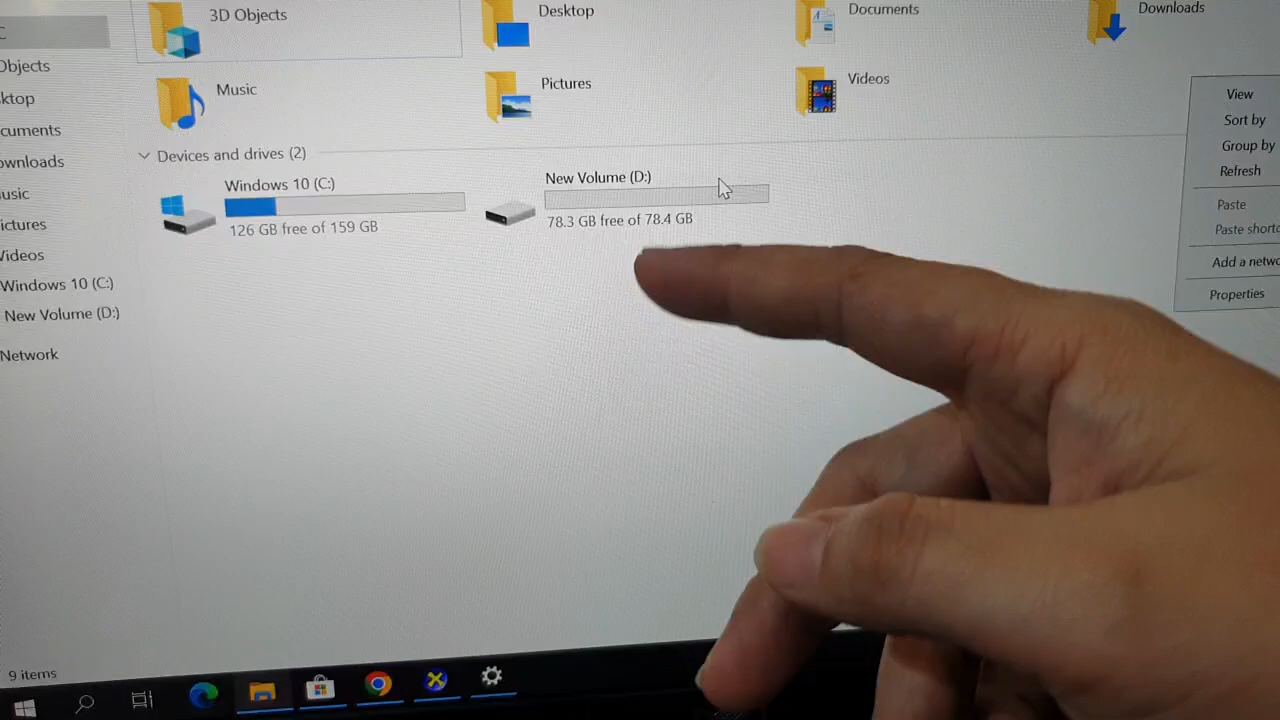 C
Objects
ktop
cuments
ownloads
usic
ictures
Videos
Windows 10 (C:)
New Volume (D:)
Network
9 items
3D Objects
Desktop
Documents
Downloads
Music
Pictures
Videos
Devices and drives (2)
Windows 10 (C:)
126 GB free of 159 GB
New Volume (D:)
78.3 GB free of 78.4 GB
View
Sort by
Group by
Refresh
Paste
Paste shortc
Add a netwo
Properties